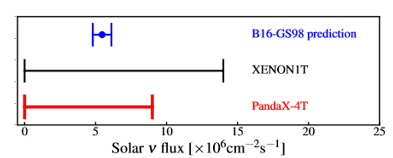 B16-GS98 prediction
XENON1T
PandaX-4T
0 5 10 15 20 25
Solar ν flux [×10⁶cm⁻²s⁻¹]